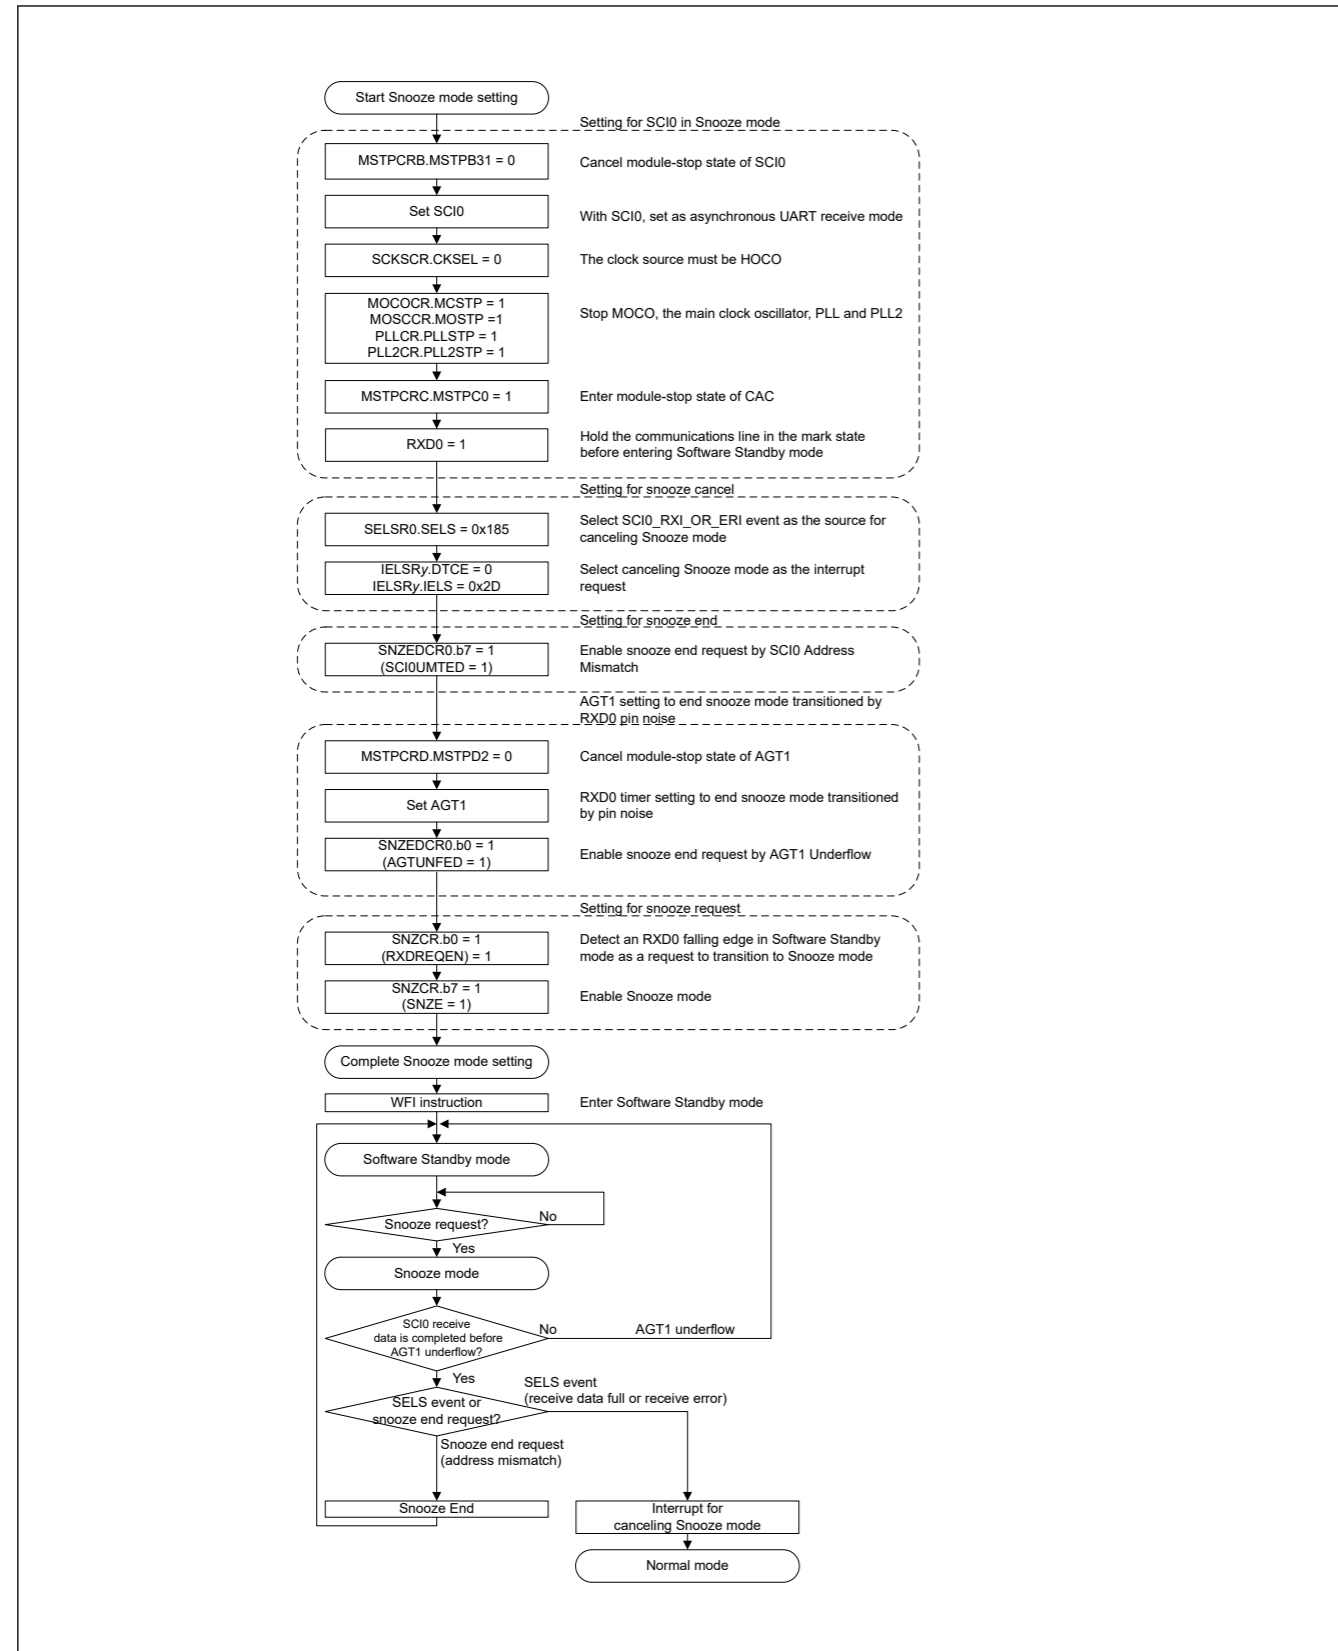 Start Snooze mode setting
Setting for SCI0 in Snooze mode
MSTPCRB.MSTPB31 = 0
Cancel module-stop state of SCI0
Set SCI0
With SCI0, set as asynchronous UART receive mode
SCKSCR.CKSEL = 0
The clock source must be HOCO
MOCOCR.MCSTP = 1
MOSCCR.MOSTP =1
PLLCR.PLLSTP = 1
PLL2CR.PLL2STP = 1
Stop MOCO, the main clock oscillator, PLL and PLL2
MSTPCRC.MSTPC0 = 1
Enter module-stop state of CAC
RXD0 = 1
Hold the communications line in the mark state
before entering Software Standby mode
Setting for snooze cancel
SELSR0.SELS = 0x185
Select SCI0_RXI_OR_ERI event as the source for
canceling Snooze mode
IELSRy.DTCE = 0
IELSRy.IELS = 0x2D
Select canceling Snooze mode as the interrupt
request
Setting for snooze end
SNZEDCR0.b7 = 1
(SCI0UMTED = 1)
Enable snooze end request by SCI0 Address
Mismatch
AGT1 setting to end snooze mode transitioned by
RXD0 pin noise
MSTPCRD.MSTPD2 = 0
Cancel module-stop state of AGT1
Set AGT1
RXD0 timer setting to end snooze mode transitioned
by pin noise
SNZEDCR0.b0 = 1
(AGTUNFED = 1)
Enable snooze end request by AGT1 Underflow
Setting for snooze request
SNZCR.b0 = 1
(RXDREQEN) = 1
Detect an RXD0 falling edge in Software Standby
mode as a request to transition to Snooze mode
SNZCR.b7 = 1
(SNZE = 1)
Enable Snooze mode
Complete Snooze mode setting
WFI instruction
Enter Software Standby mode
Software Standby mode
Snooze request?
No
Yes
Snooze mode
SCI0 receive
data is completed before
AGT1 underflow?
No
AGT1 underflow
Yes
SELS event or
snooze end request?
SELS event
(receive data full or receive error)
Snooze end request
(address mismatch)
Snooze End
Interrupt for
canceling Snooze mode
Normal mode